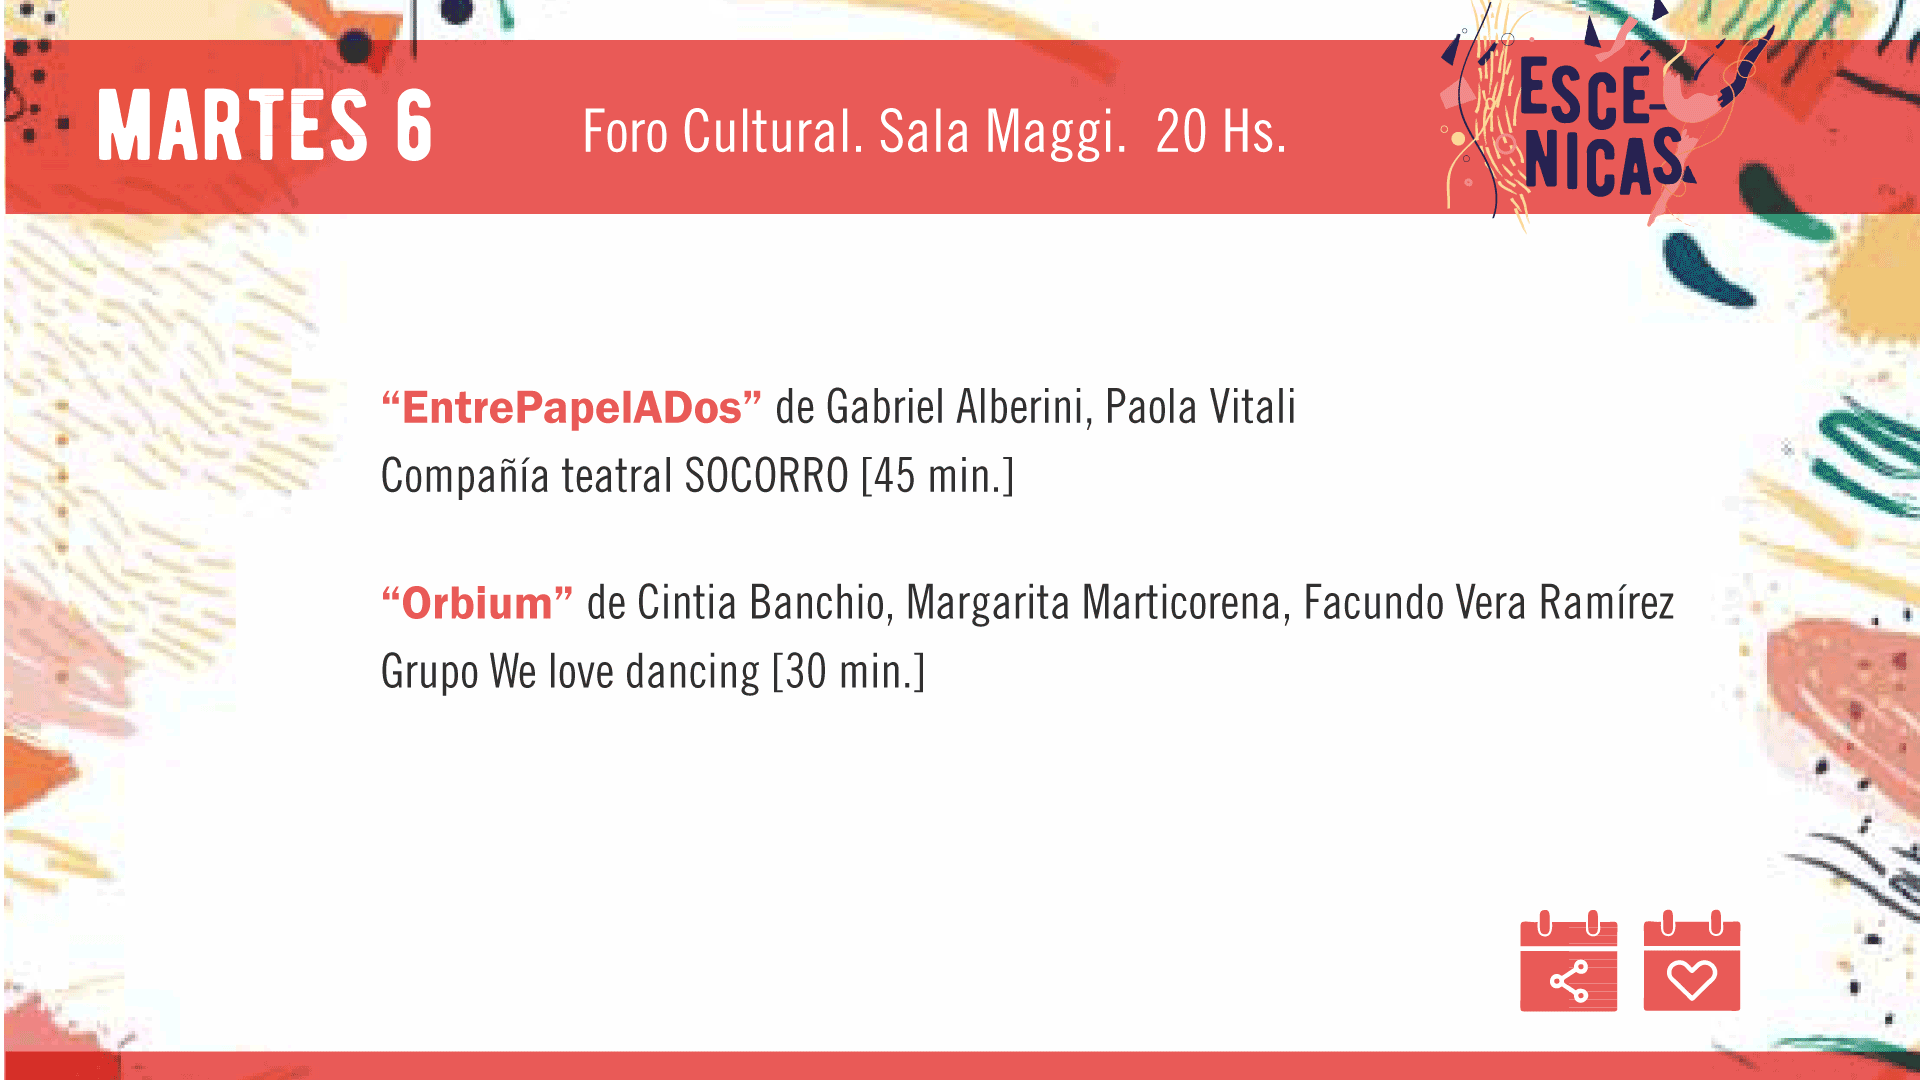 MARTES 6
Foro Cultural. Sala Maggi. 20 Hs.
ESCÉ-
NICAS
“EntrePapelADos” de Gabriel Alberini, Paola Vitali
Compañía teatral SOCORRO [45 min.]
“Orbium” de Cintia Banchio, Margarita Marticorena, Facundo Vera Ramírez
Grupo We love dancing [30 min.]